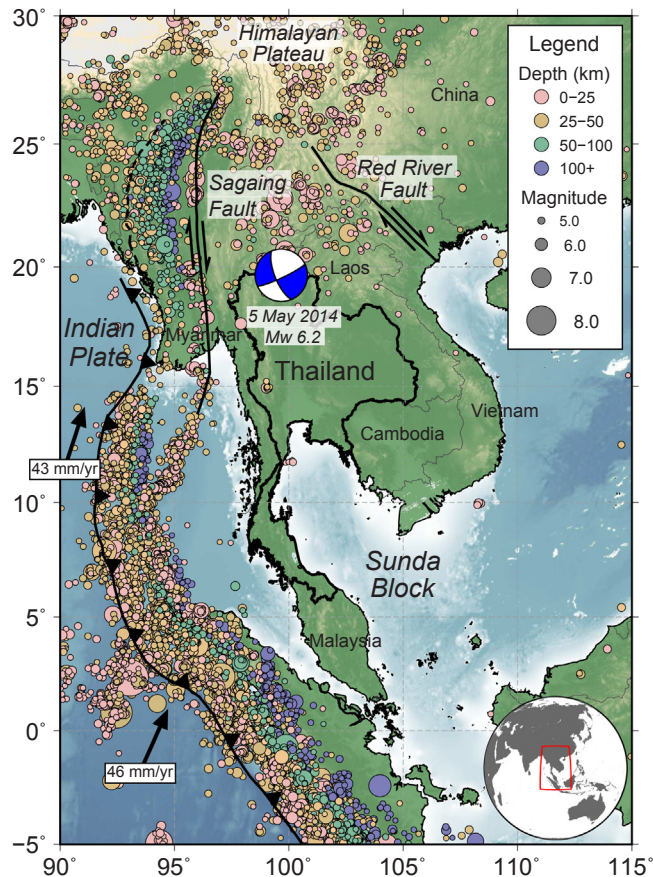 30°
25°
20°
15°
10°
5°
0°
−5°
90°
95°
100°
105°
110°
115°
Himalayan
Plateau
China
Sagaing
Fault
Red River
Fault
Laos
5 May 2014
Mw 6.2
Indian
Plate
Myanmar
Thailand
Vietnam
Cambodia
43 mm/yr
Sunda
Block
Malaysia
46 mm/yr
Legend
Depth (km)
0−25
25−50
50−100
100+
Magnitude
5.0
6.0
7.0
8.0